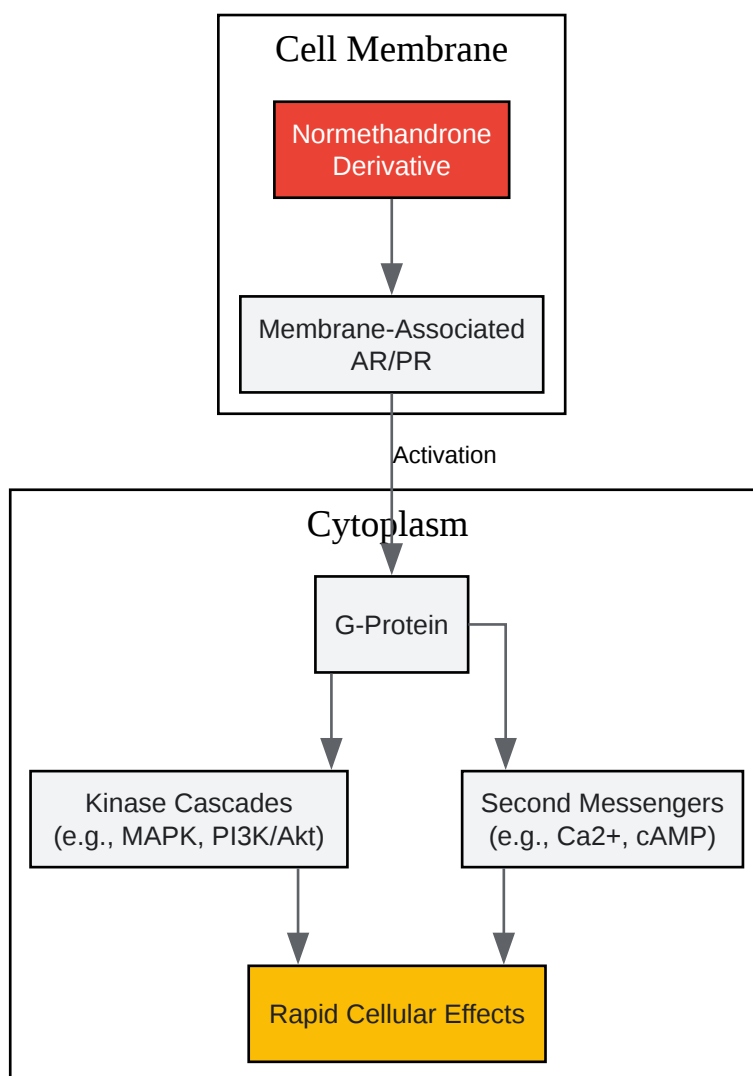 Cell Membrane
Normethandrone
Derivative
Membrane-Associated
AR/PR
Activation
Cytoplasm
G-Protein
Kinase Cascades
(e.g., MAPK, PI3K/Akt)
Second Messengers
(e.g., Ca2+, cAMP)
Rapid Cellular Effects